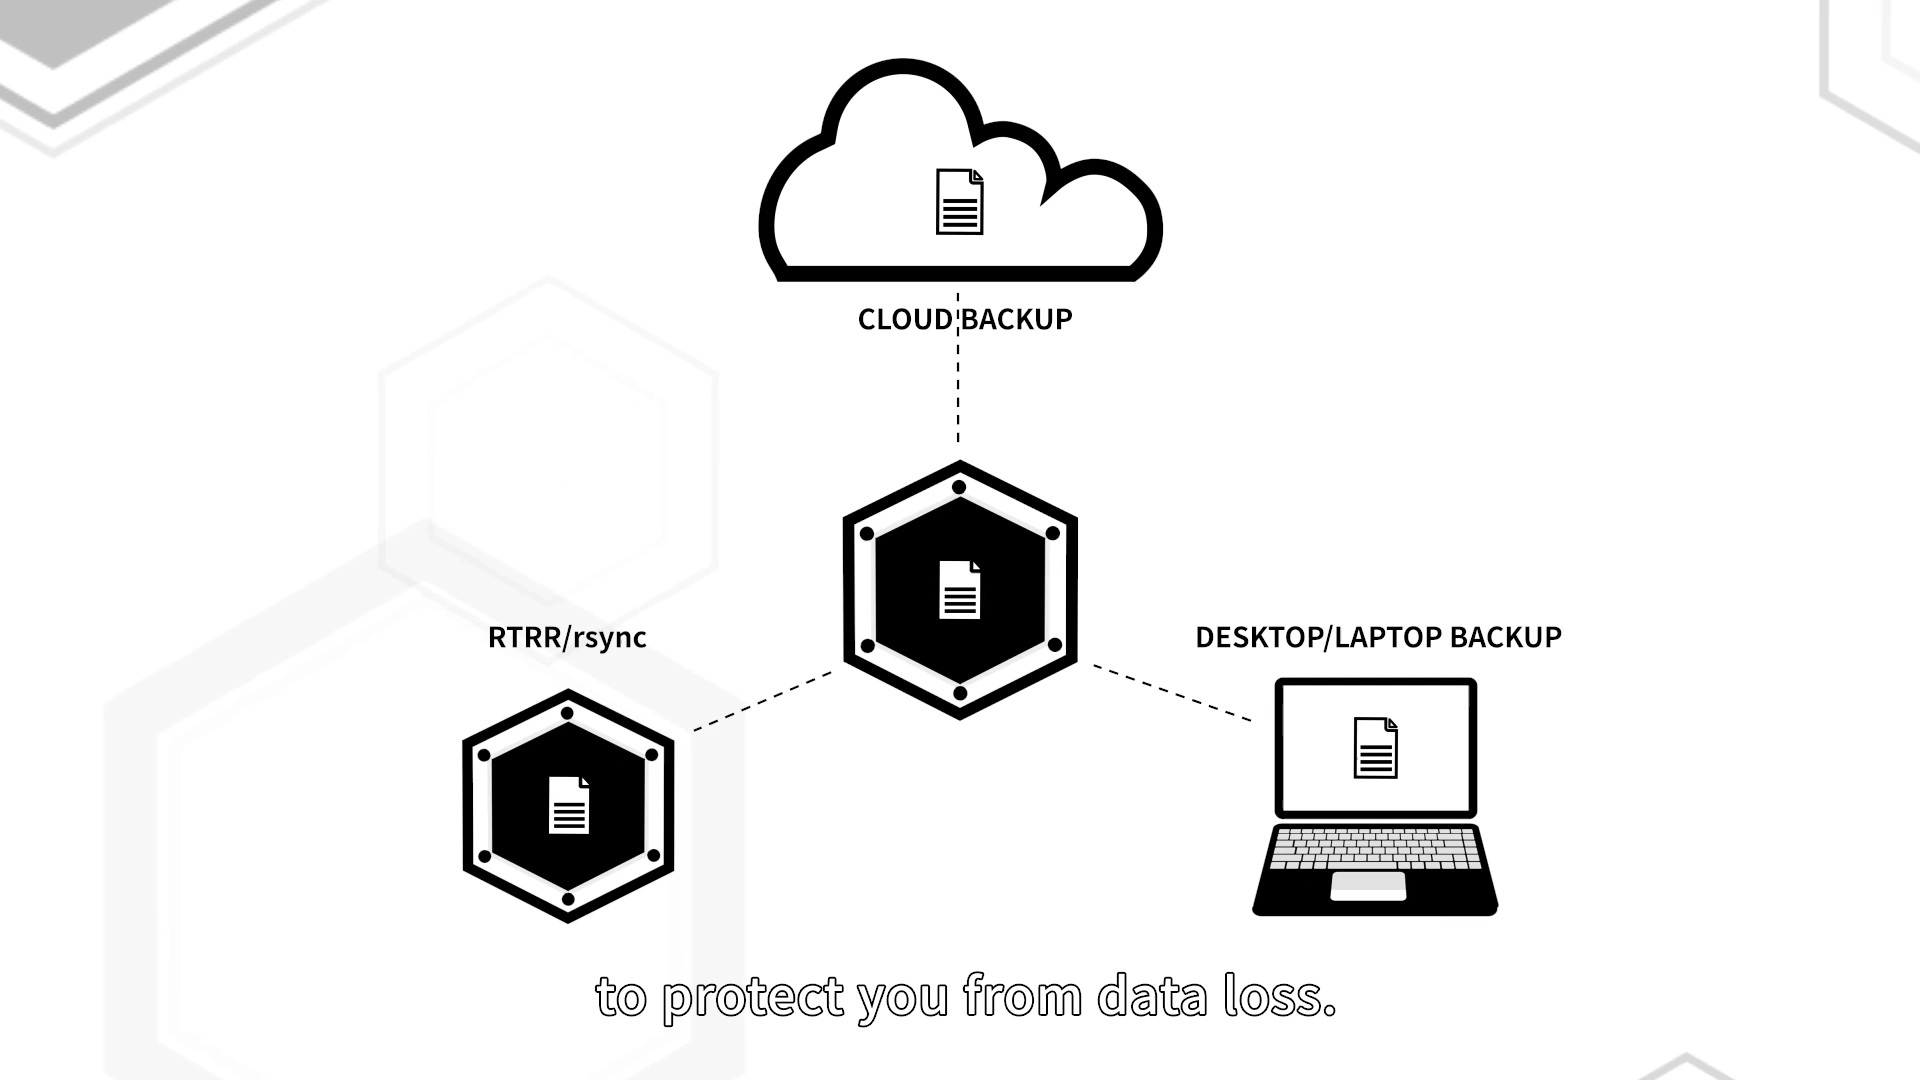 CLOUD BACKUP
RTRR/rsync
DESKTOP/LAPTOP BACKUP
to protect you from data loss.